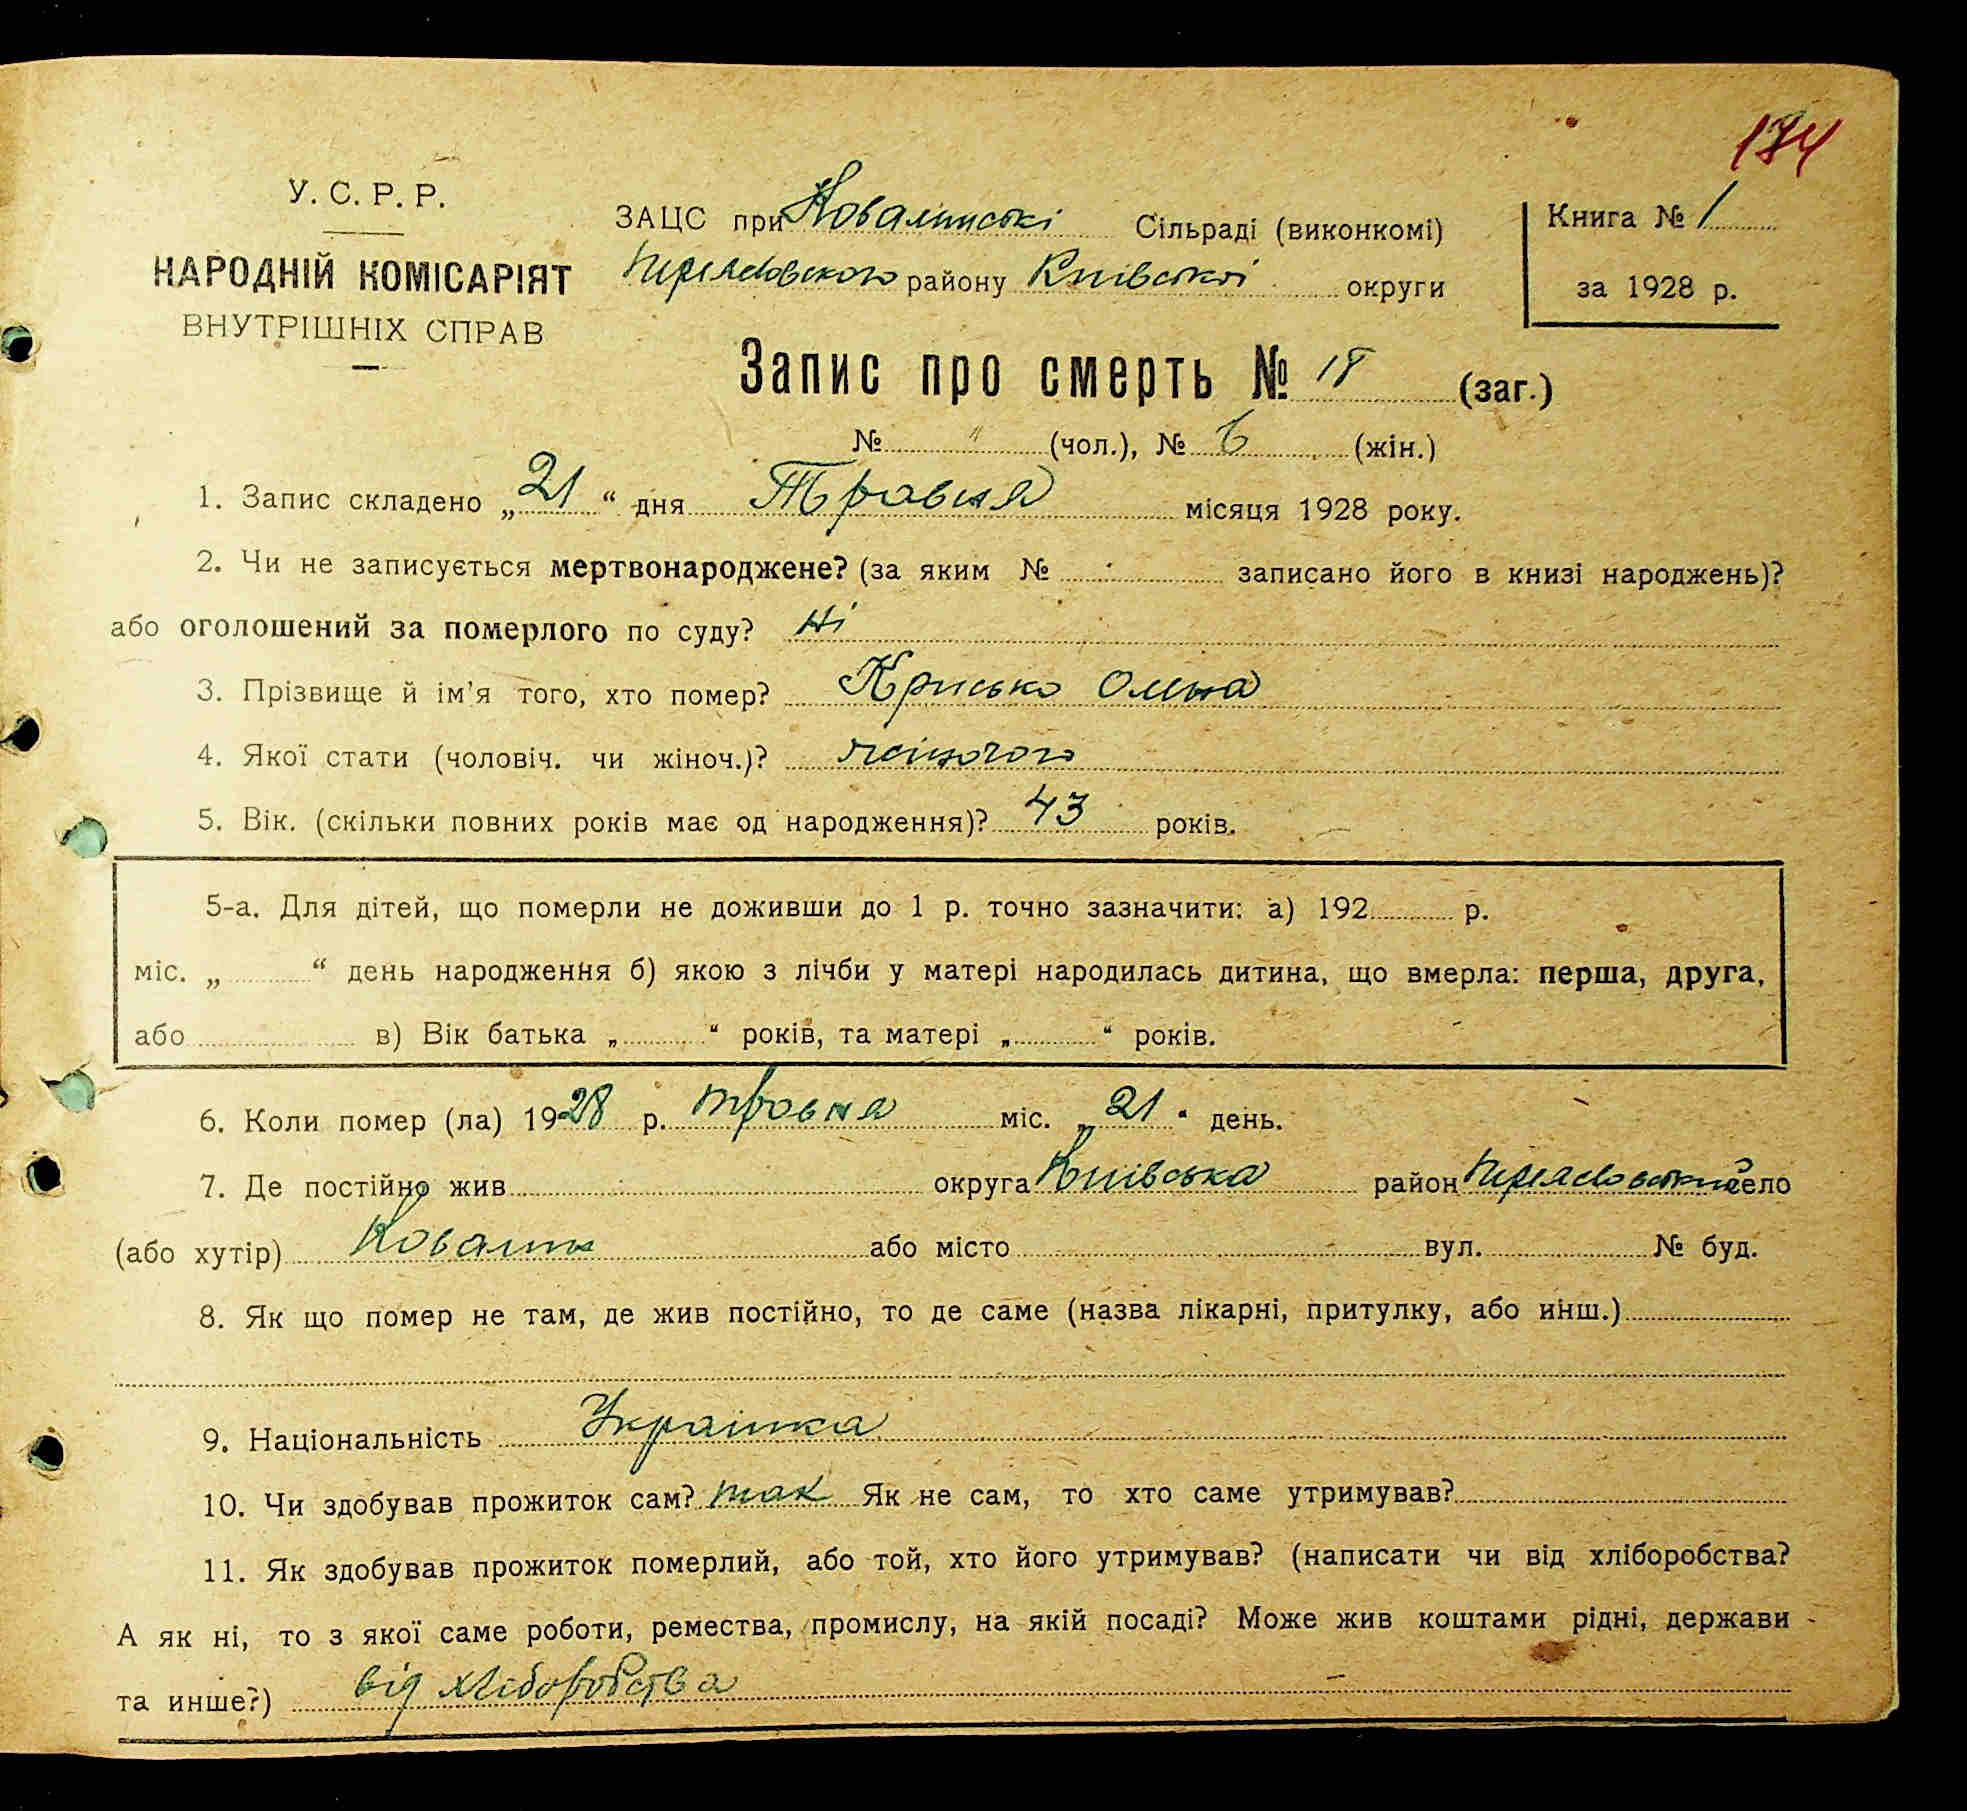 174
У. С. Р. Р.
НАРОДНІЙ КОМІСАРІЯТ
ВНУТРІШНІХ СПРАВ
ЗАЦС при Ковалинські Сільраді (виконкомі)
Переясловского району Київської округи
Книга № 1
за 1928 р.
Запис про смерть № 18 (заг.)
№ " (чол.), № 6 (жін.)
1. Запис складено „21“ дня Травня місяця 1928 року.
2. Чи не записується мертвонароджене? (за яким № записано його в книзі народжень)?
або оголошений за померлого по суду? ні
3. Прізвище й ім’я того, хто помер? Крисько Олена
4. Якої стати (чоловіч. чи жіноч.)? жіночого
5. Вік. (скільки повних років має од народження)? 43 років.
5-а. Для дітей, що померли не доживши до 1 р. точно зазначити: а) 192 р.
міс. „ “ день народження б) якою з лічби у матері народилась дитина, що вмерла: перша, друга,
або в) Вік батька „ “ років, та матері „ “ років.
6. Коли помер (ла) 1928 р. травня міс. „21“ день.
7. Де постійно жив округа Київська район Переясловський село
(або хутір) Ковалин або місто вул. № буд.
8. Як що помер не там, де жив постійно, то де саме (назва лікарні, притулку, або инш.)
9. Національність Украінка
10. Чи здобував прожиток сам? так Як не сам, то хто саме утримував?
11. Як здобував прожиток померлий, або той, хто його утримував? (написати чи від хліборобства?
А як ні, то з якої саме роботи, ремества, промислу, на якій посаді? Може жив коштами рідні, держави
та инше?) від хліборобства